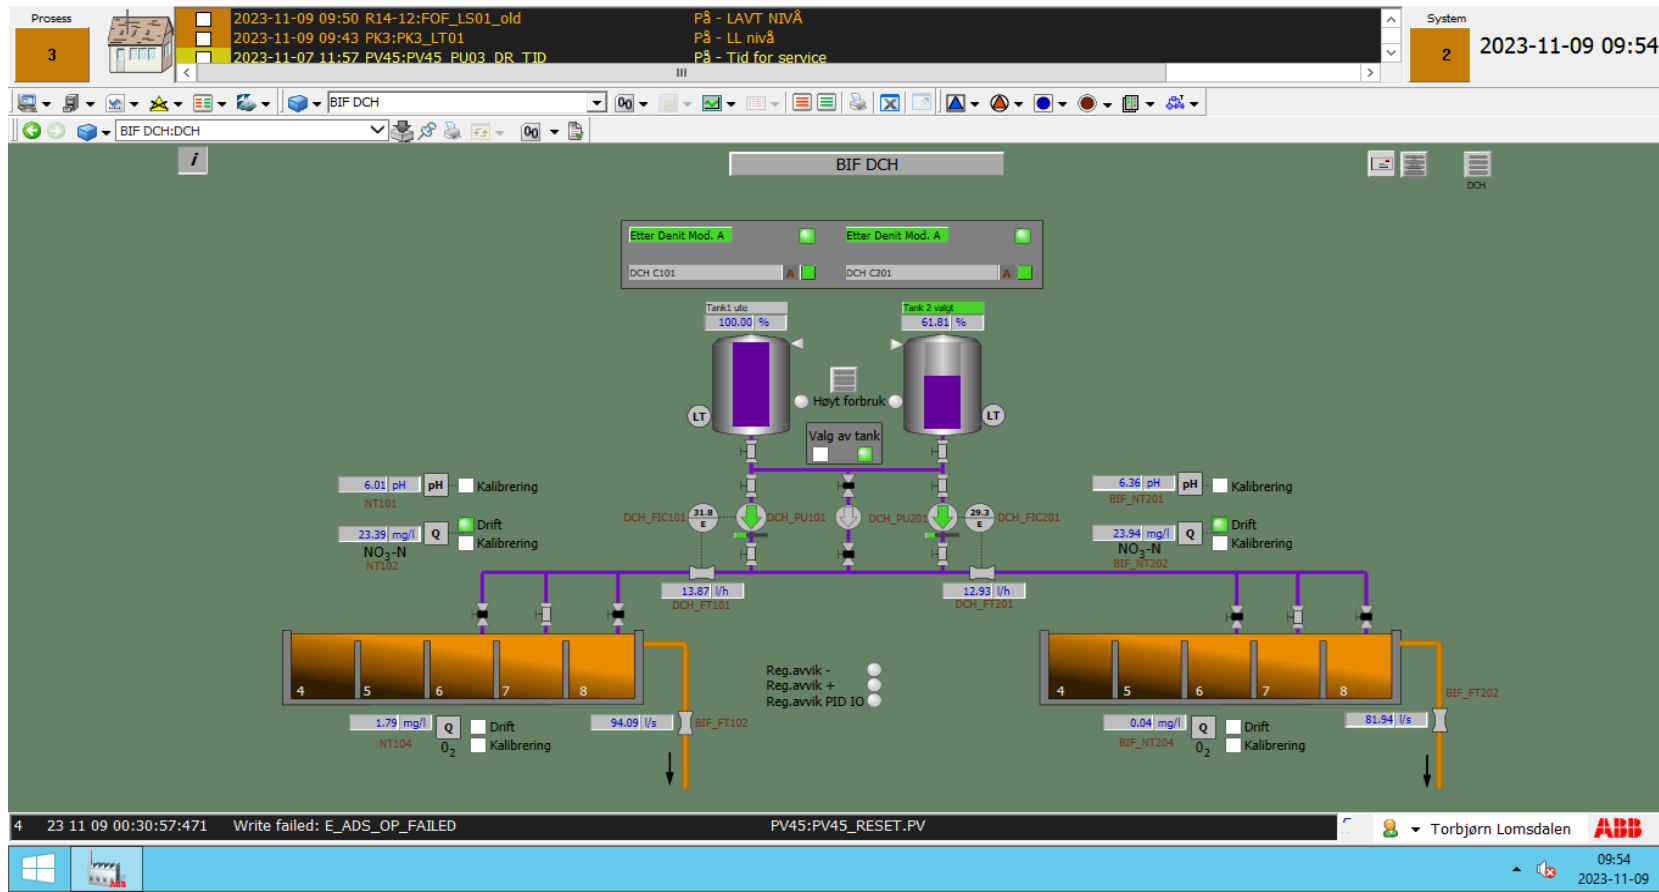 Prosess
3
2023-11-09 09:50 R14-12:FOF_LS01_old På - LAVT NIVÅ
2023-11-09 09:43 PK3:PK3_LT01 På - LL nivå
2023-11-07 11:57 PV45:PV45_PU03_DR_TID På - Tid for service
System
2
2023-11-09 09:54
BIF DCH
BIF DCH:DCH
i
BIF DCH
DCH
Etter Denit Mod. A Etter Denit Mod. A
DCH C101 A DCH C201 A
Tank1 ute Tank 2 valgt
100.00 % 61.81 %
Høyt forbruk
LT LT
Valg av tank
6.01 pH pH Kalibrering
NT101
6.36 pH pH Kalibrering
BIF_NT201
DCH_FIC101 31.8 E DCH_PU101 DCH_PU201 29.3 E DCH_FIC201
23.39 mg/l Q Drift
Kalibrering
NO3-N
NT102
23.94 mg/l Q Drift
Kalibrering
NO3-N
BIF_NT202
13.87 l/h
DCH_FT101
12.93 l/h
DCH_FT201
4 5 6 7 8
4 5 6 7 8
Reg.avvik -
Reg.avvik +
Reg.avvik PID IO
1.79 mg/l Q Drift
NT104 O2 Kalibrering
94.09 l/s BIF_FT102
0.04 mg/l Q Drift
BIF_NT204 O2 Kalibrering
81.94 l/s BIF_FT202
4 23 11 09 00:30:57:471 Write failed: E_ADS_OP_FAILED PV45:PV45_RESET.PV
Torbjørn Lomsdalen ABB
09:54
2023-11-09